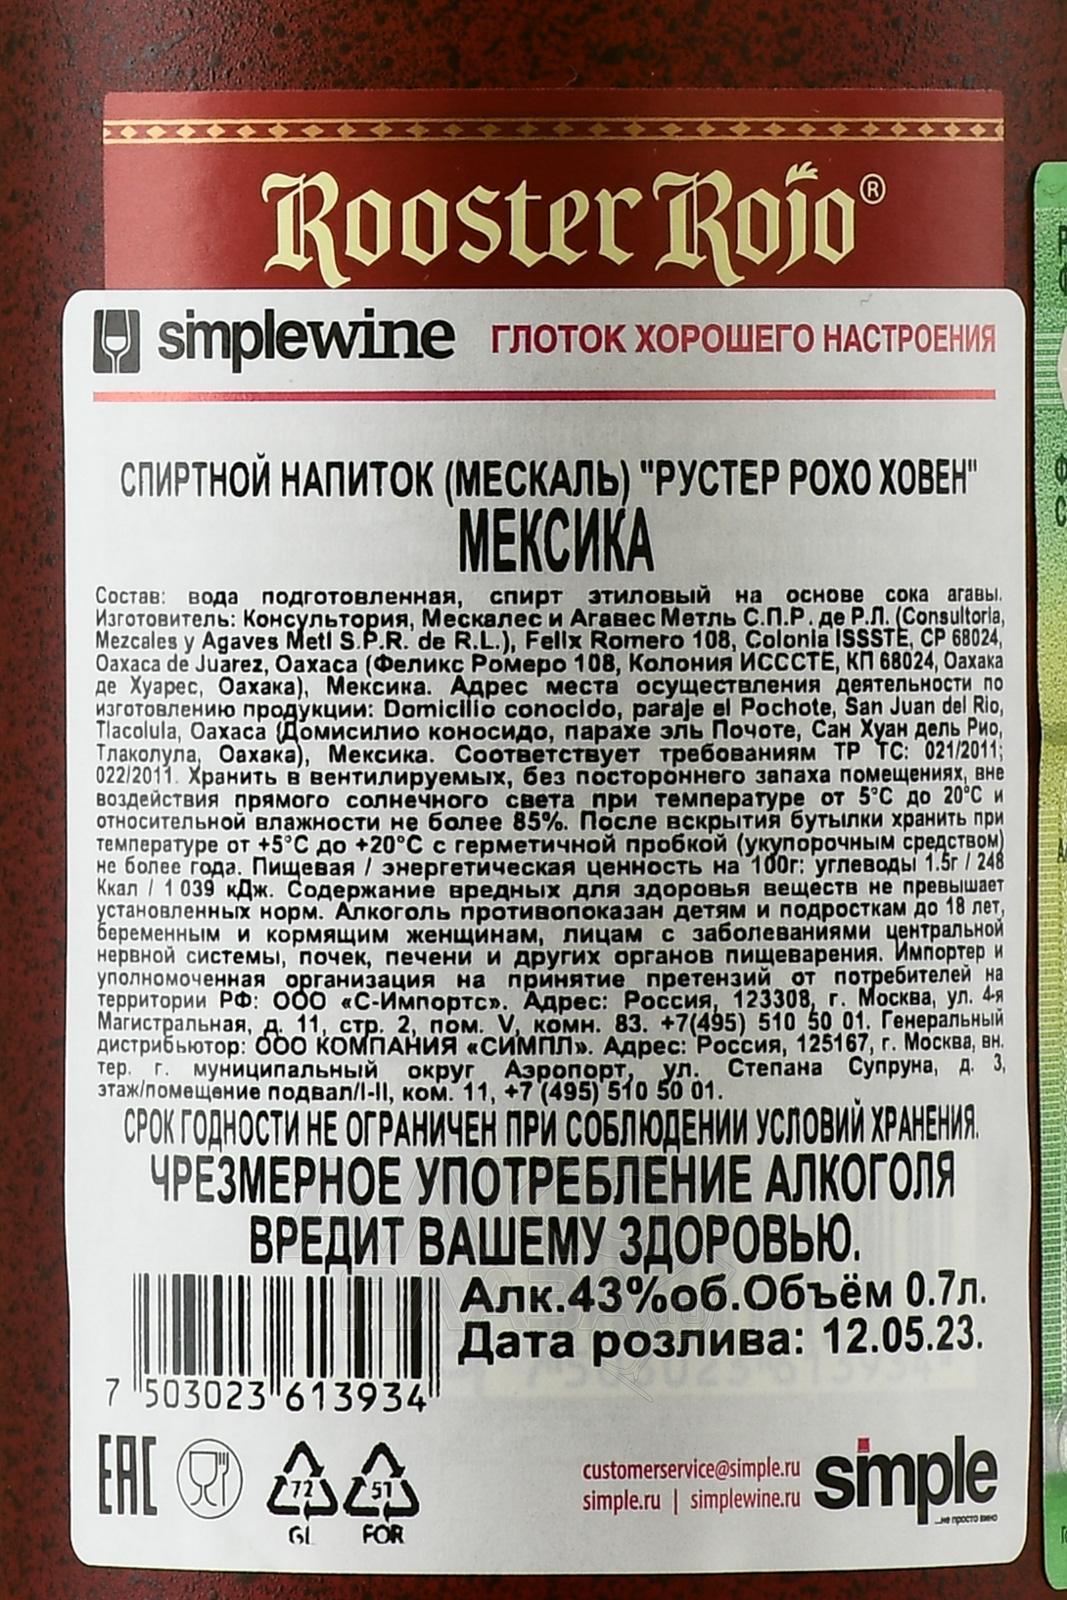 Rooster Rojo®
simplewine ГЛОТОК ХОРОШЕГО НАСТРОЕНИЯ
СПИРТНОЙ НАПИТОК (МЕСКАЛЬ) "РУСТЕР РОХО ХОВЕН"
МЕКСИКА
Состав: вода подготовленная, спирт этиловый на основе сока агавы.
Изготовитель: Консультория, Мескалес и Агавес Метль С.П.Р. де Р.Л. (Consultoria,
Mezcales y Agaves Metl S.P.R. de R.L.), Felix Romero 108, Colonia ISSSTE, CP 68024,
Oaxaca de Juarez, Oaxaca (Феликс Ромеро 108, Колония ИСССТЕ, КП 68024, Оахака
де Хуарес, Оахака), Мексика. Адрес места осуществления деятельности по
изготовлению продукции: Domicilio conocido, paraje el Pochote, San Juan del Rio,
Tlacolula, Oaxaca (Домисилио коносидо, парахе эль Почоте, Сан Хуан дель Рио,
Тлаколула, Оахака), Мексика. Соответствует требованиям ТР ТС: 021/2011;
022/2011. Хранить в вентилируемых, без постороннего запаха помещениях, вне
воздействия прямого солнечного света при температуре от 5°С до 20°С и
относительной влажности не более 85%. После вскрытия бутылки хранить при
температуре от +5°С до +20°С с герметичной пробкой (укупорочным средством)
не более года. Пищевая / энергетическая ценность на 100г: углеводы 1.5г / 248
Ккал / 1 039 кДж. Содержание вредных для здоровья веществ не превышает
установленных норм. Алкоголь противопоказан детям и подросткам до 18 лет,
беременным и кормящим женщинам, лицам с заболеваниями центральной
нервной системы, почек, печени и других органов пищеварения. Импортер и
уполномоченная организация на принятие претензий от потребителей на
территории РФ: ООО «С-Импортс». Адрес: Россия, 123308, г. Москва, ул. 4-я
Магистральная, д. 11, стр. 2, пом. V, комн. 83. +7(495) 510 50 01. Генеральный
дистрибьютор: ООО КОМПАНИЯ «СИМПЛ». Адрес: Россия, 125167, г. Москва, вн.
тер. г. муниципальный округ Аэропорт, ул. Степана Супруна, д. 3,
этаж/помещение подвал/I-II, ком. 11, +7 (495) 510 50 01.
СРОК ГОДНОСТИ НЕ ОГРАНИЧЕН ПРИ СОБЛЮДЕНИИ УСЛОВИЙ ХРАНЕНИЯ.
ЧРЕЗМЕРНОЕ УПОТРЕБЛЕНИЕ АЛКОГОЛЯ
ВРЕДИТ ВАШЕМУ ЗДОРОВЬЮ.
Алк.43%об.Объём 0.7л.
Дата розлива: 12.05.23.
7 503023 613934
EAC
72 51
GL FOR
customerservice@simple.ru
simple.ru | simplewine.ru
simple
...не просто вино